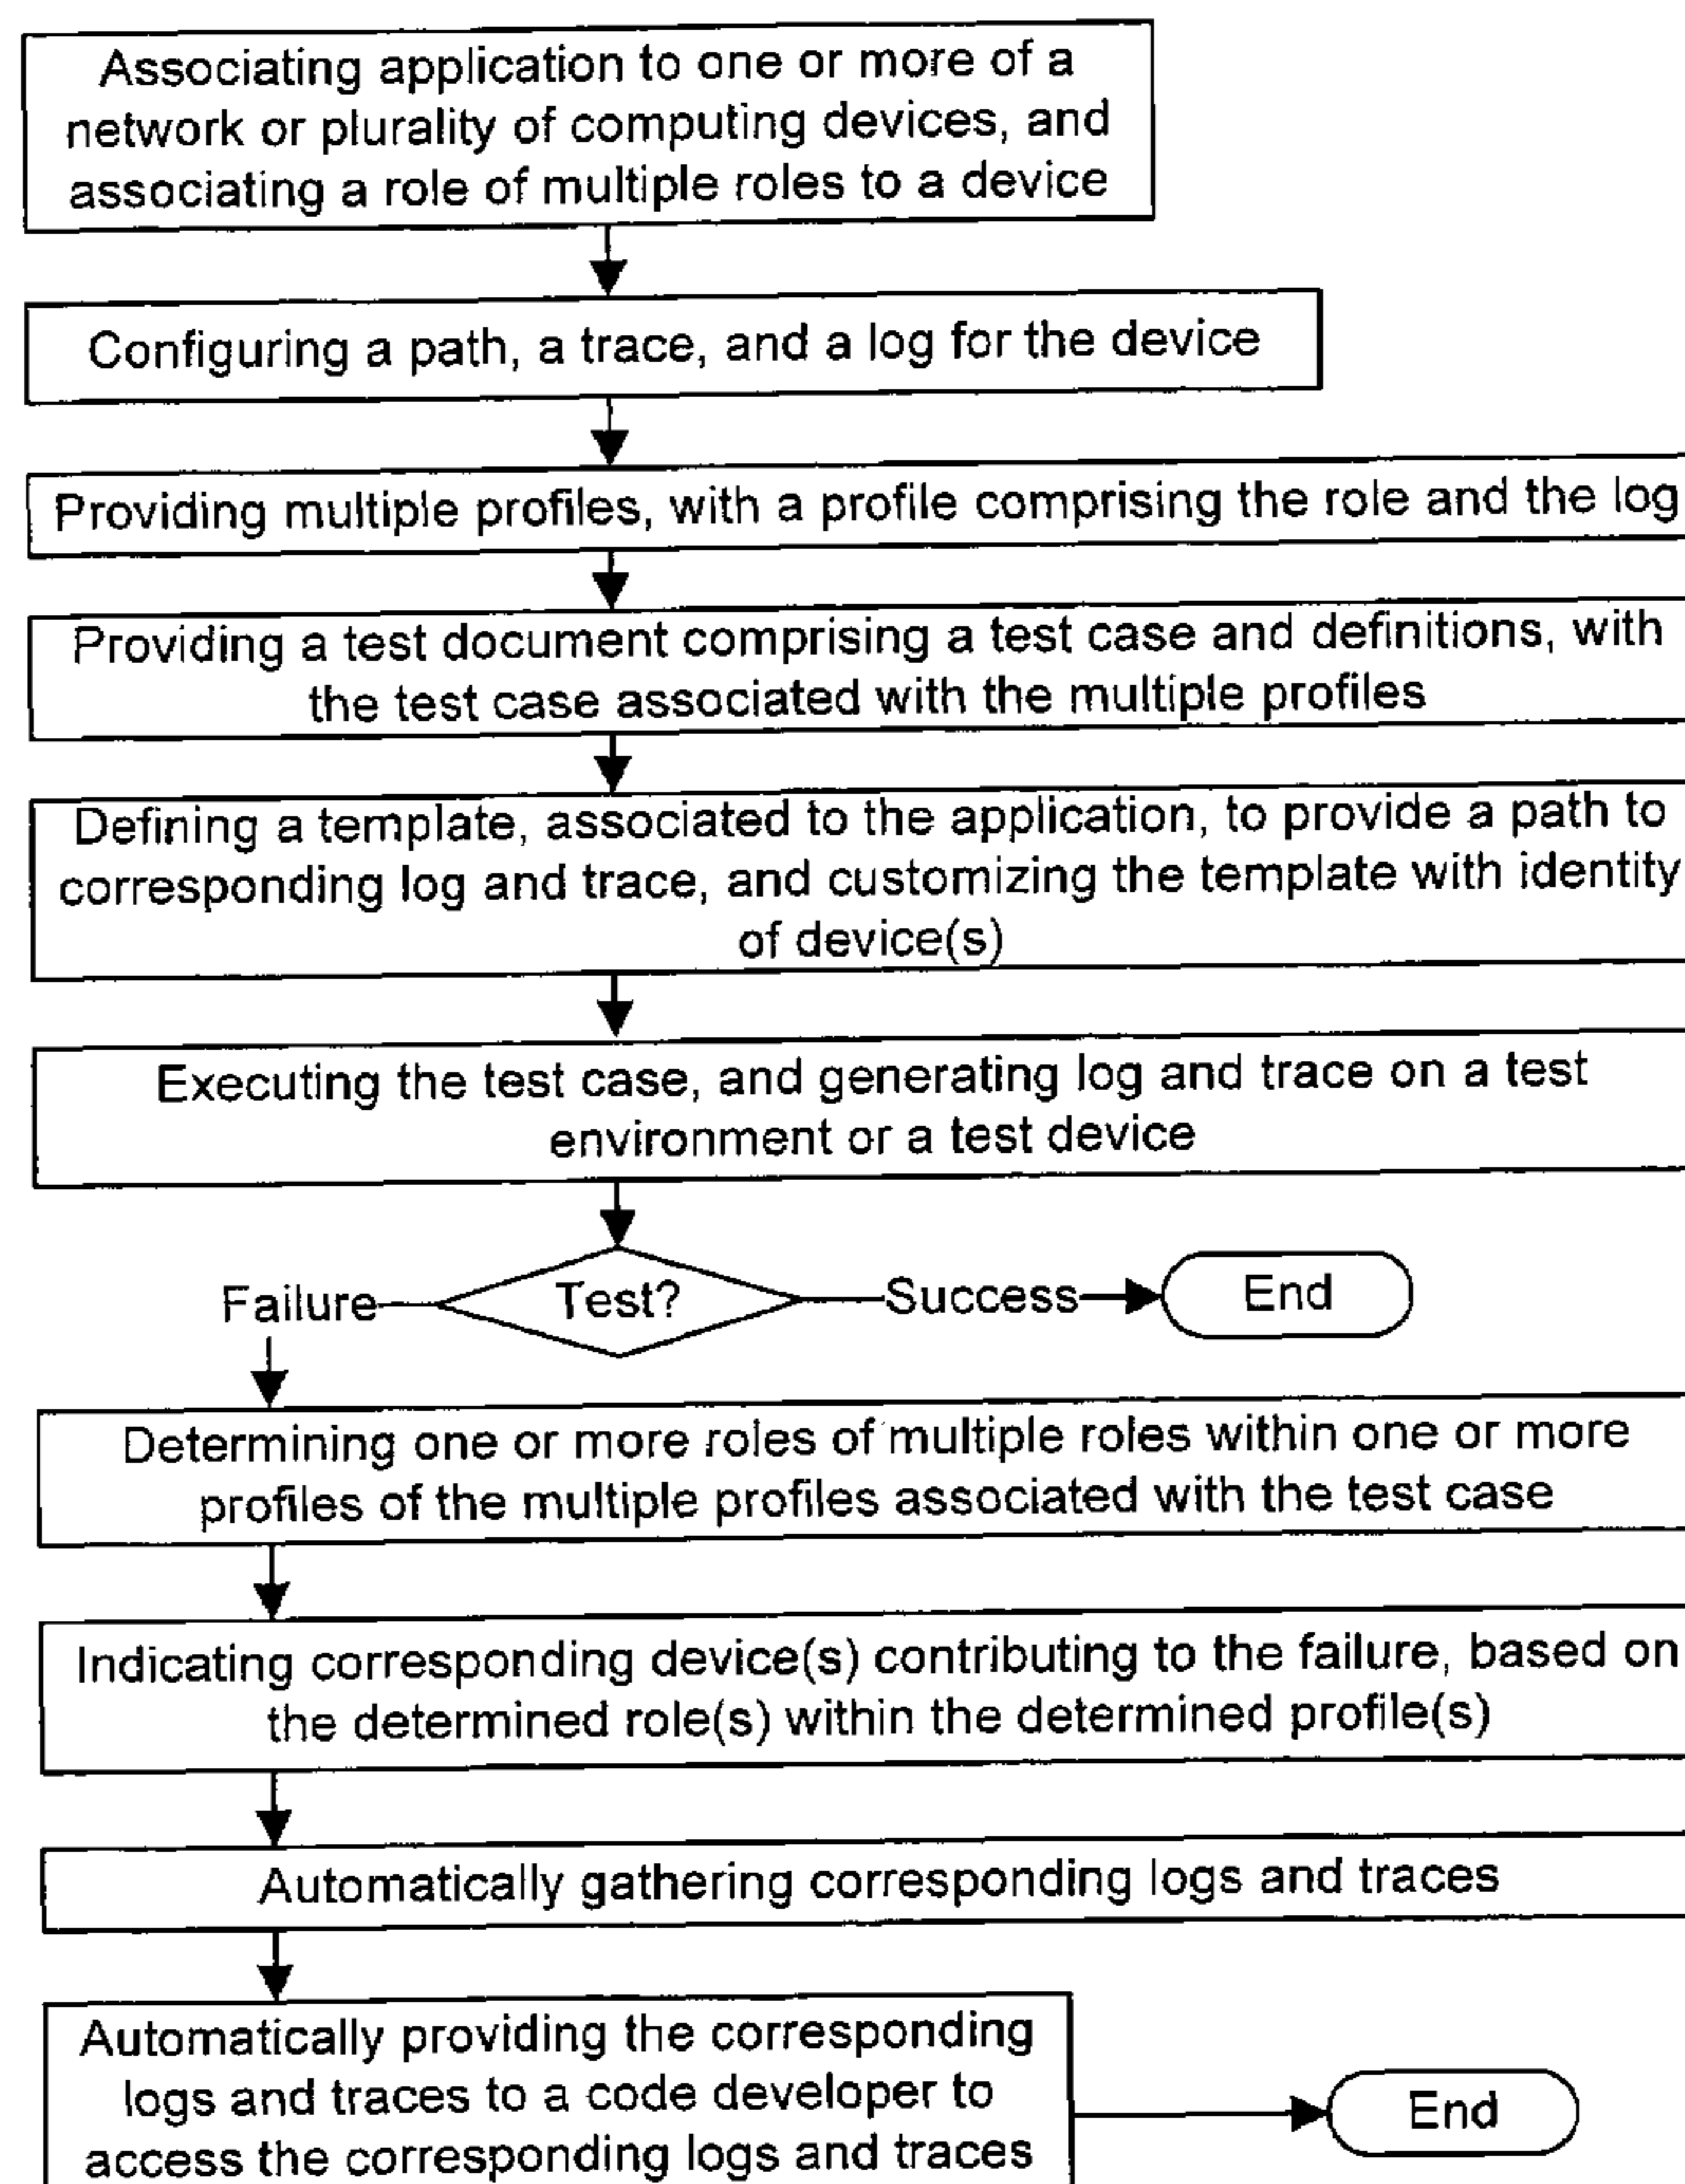 Associating application to one or more of a
network or plurality of computing devices, and
associating a role of multiple roles to a device
Configuring a path, a trace, and a log for the device
Providing multiple profiles, with a profile comprising the role and the log
Providing a test document comprising a test case and definitions, with
the test case associated with the multiple profiles
Defining a template, associated to the application, to provide a path to
corresponding log and trace, and customizing the template with identity
of device(s)
Executing the test case, and generating log and trace on a test
environment or a test device
Failure Test? Success End
Determining one or more roles of multiple roles within one or more
profiles of the multiple profiles associated with the test case
Indicating corresponding device(s) contributing to the failure, based on
the determined role(s) within the determined profile(s)
Automatically gathering corresponding logs and traces
Automatically providing the corresponding
logs and traces to a code developer to
access the corresponding logs and traces
End